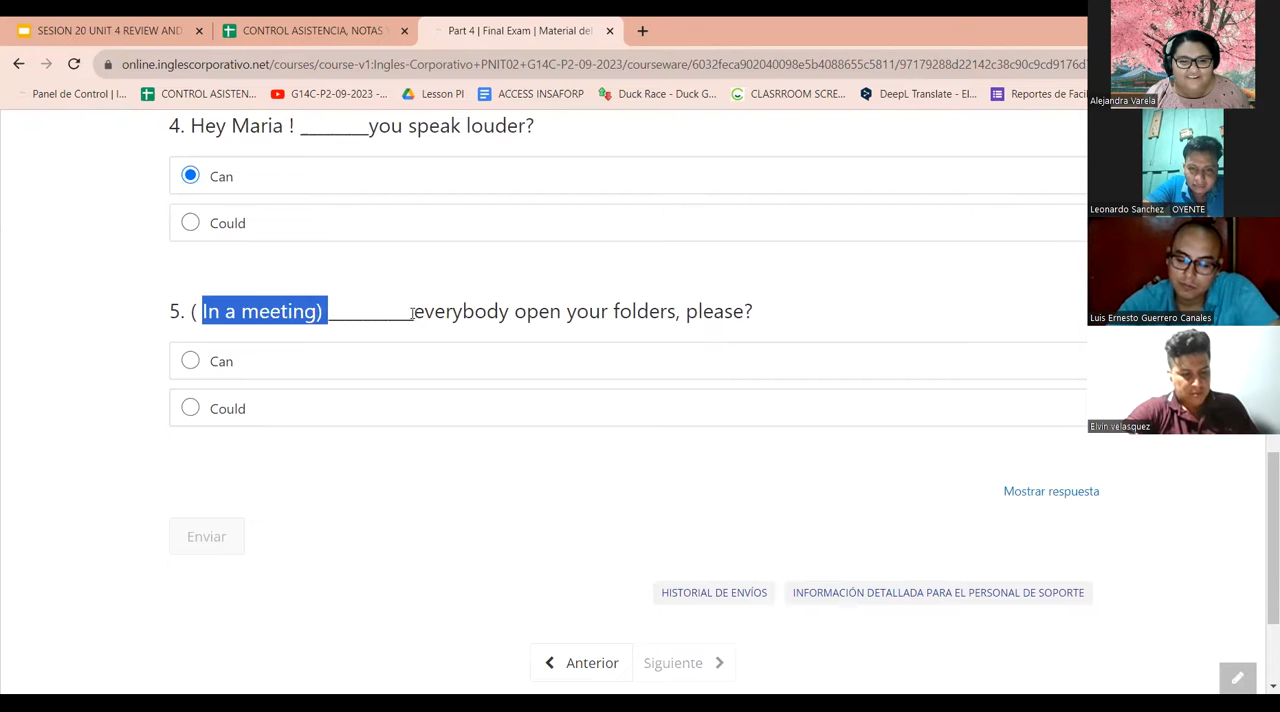 SESION 20 UNIT 4 REVIEW AND
CONTROL ASISTENCIA, NOTAS
Part 4 | Final Exam | Material del
online.inglescorporativo.net/courses/course-v1:Ingles-Corporativo+PNIT02+G14C-P2-09-2023/courseware/6032feca902040098e5b4088655c5811/97179288d22142c38c90c9cd9176d
Panel de Control | I...
CONTROL ASISTEN...
G14C-P2-09-2023 -...
Lesson Pl
ACCESS INSAFORP
Duck Race - Duck G...
CLASRROOM SCRE...
DeepL Translate - El...
Reportes de Facil
4. Hey Maria ! ________you speak louder?
Can
Could
5. ( In a meeting) __________everybody open your folders, please?
Can
Could
Mostrar respuesta
Enviar
HISTORIAL DE ENVÍOS
INFORMACIÓN DETALLADA PARA EL PERSONAL DE SOPORTE
Anterior
Siguiente
Alejandra Varela
Leonardo Sanchez OYENTE
Luis Ernesto Guerrero Canales
Elvin velasquez